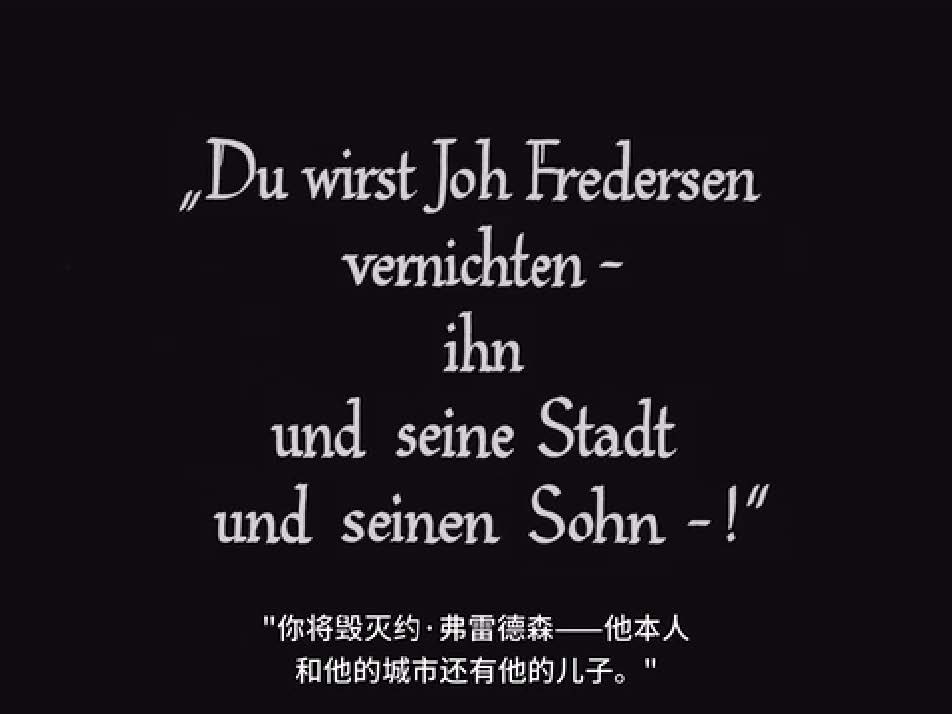 „Du wirst Joh Fredersen
vernichten -
ihn
und seine Stadt
und seinen Sohn - !"
"你将毁灭约·弗雷德森——他本人
和他的城市还有他的儿子。"